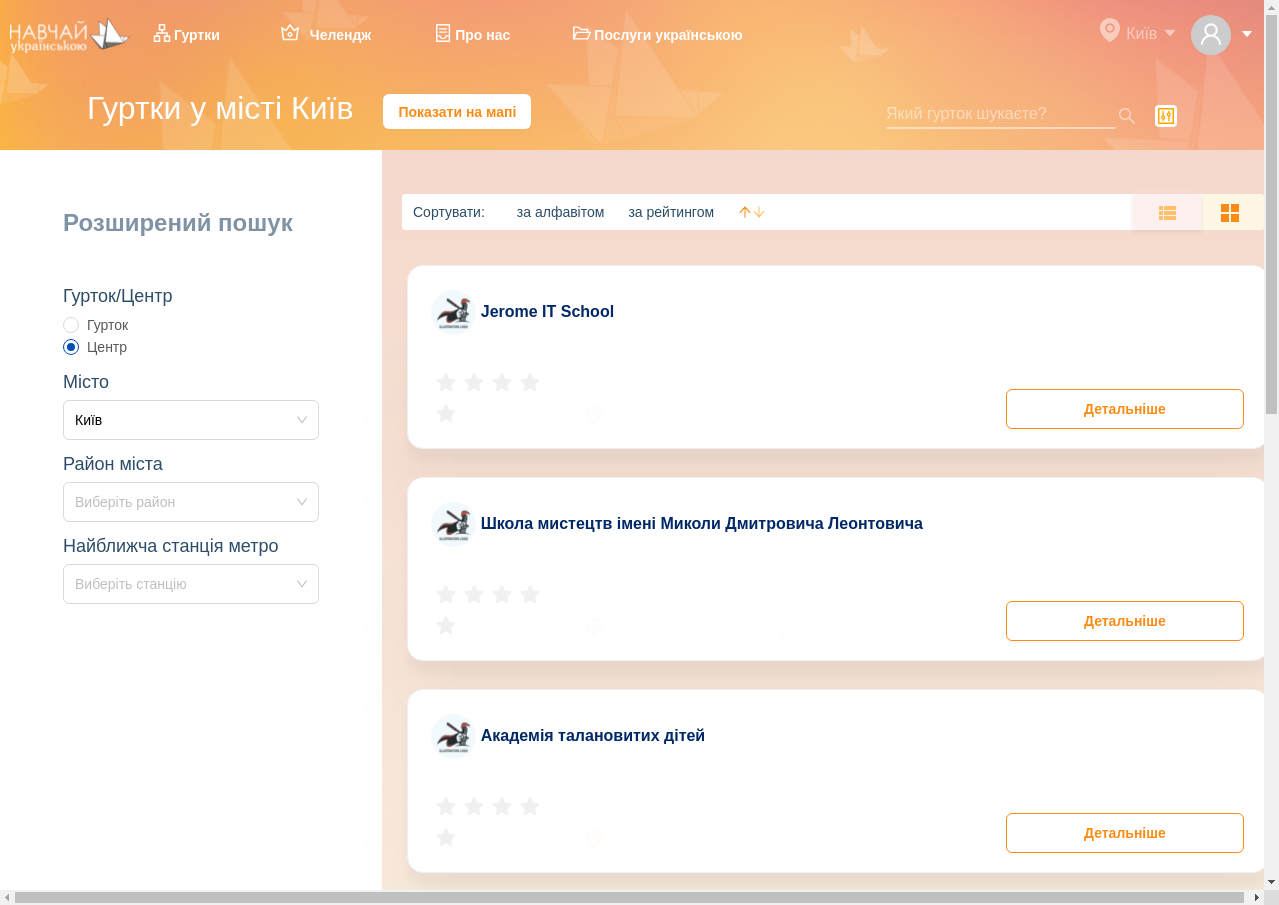 НАВЧАЙ
українською
Гуртки
Челендж
Про нас
Послуги українською
Київ
Гуртки у місті Київ
Показати на мапі
Який гурток шукаєте?
Розширений пошук
Гурток/Центр
Гурток
Центр
Місто
Київ
Район міста
Виберіть район
Найближча станція метро
Виберіть станцію
Сортувати:
за алфавітом
за рейтингом
Jerome IT School
Детальніше
Школа мистецтв імені Миколи Дмитровича Леонтовича
Детальніше
Академія талановитих дітей
Детальніше